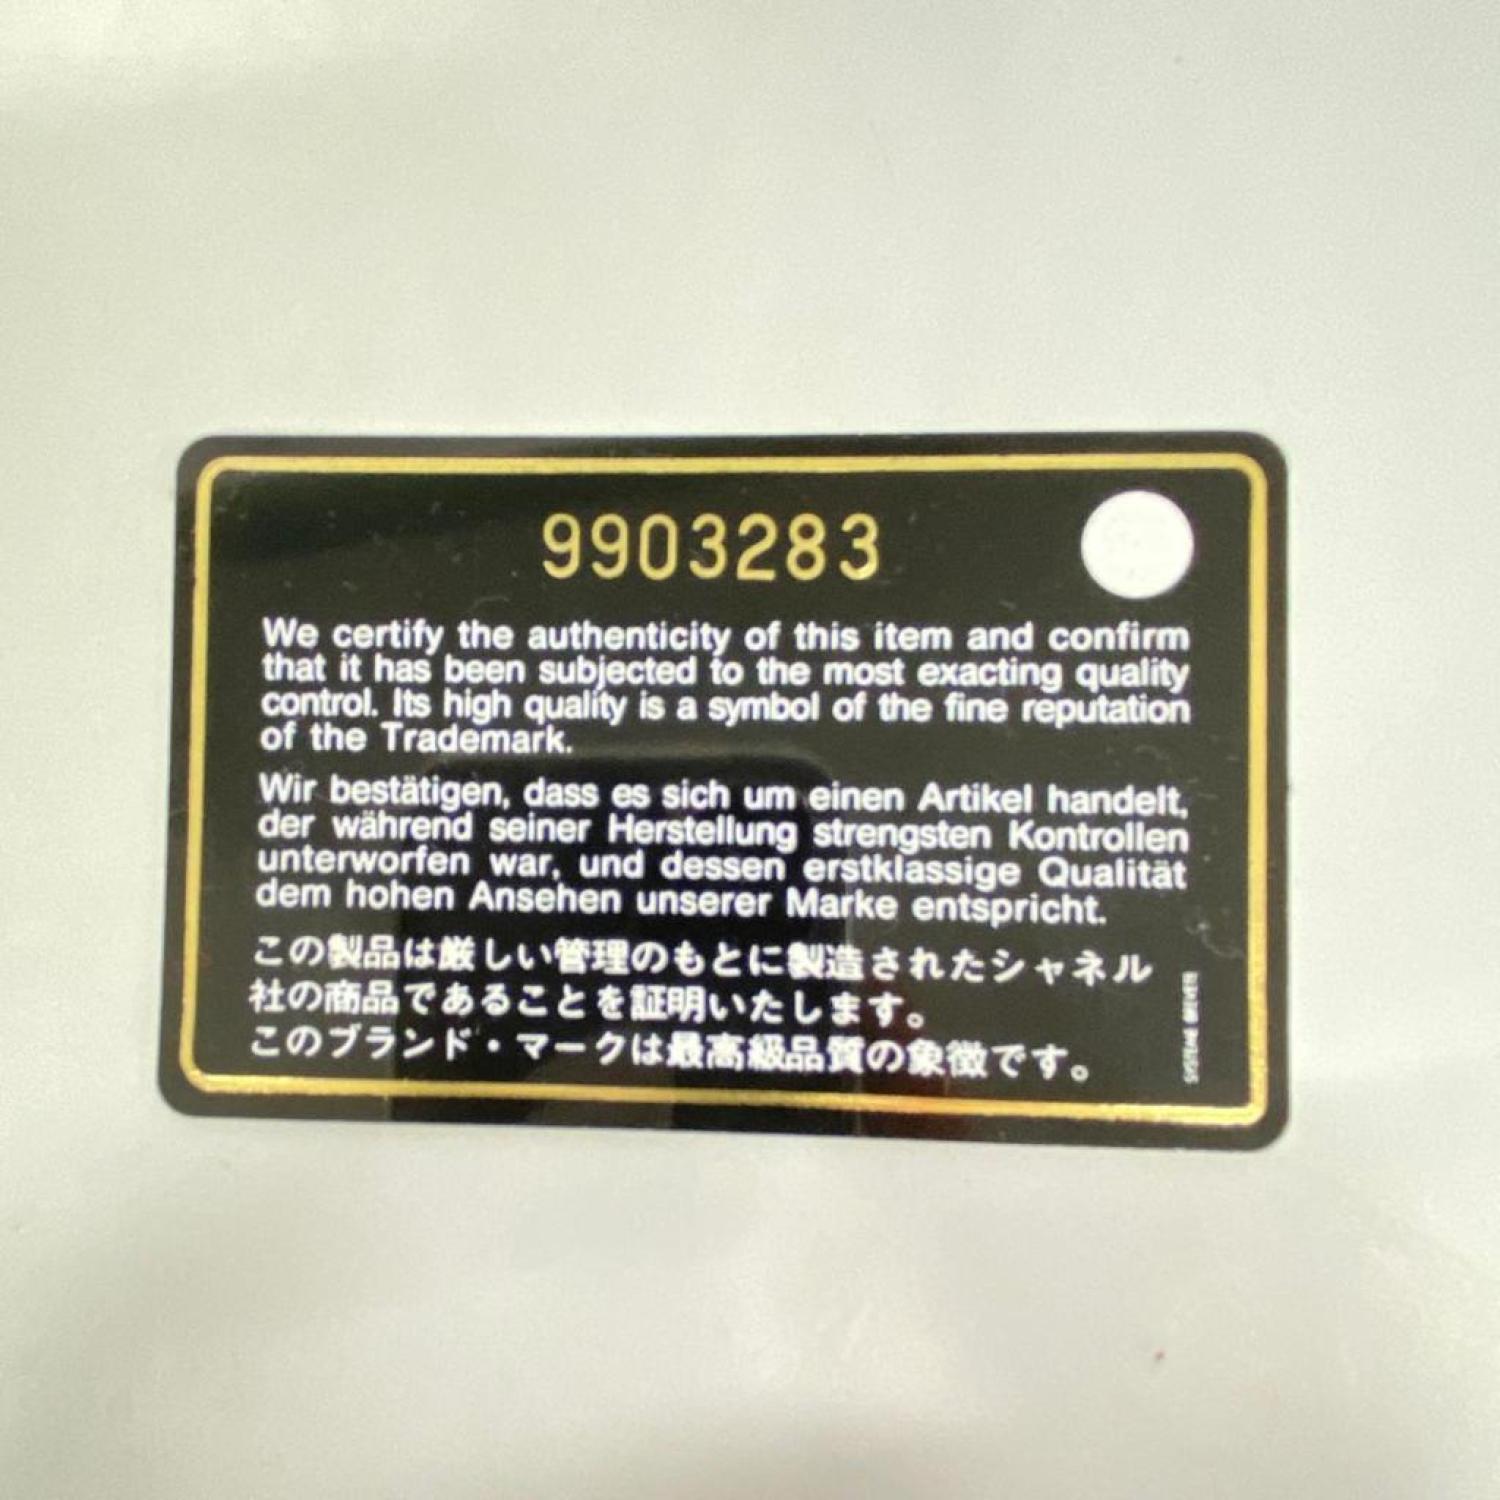 9903283
We certify the authenticity of this item and confirm
that it has been subjected to the most exacting quality
control. Its high quality is a symbol of the fine reputation
of the Trademark.
Wir bestätigen, dass es sich um einen Artikel handelt,
der während seiner Herstellung strengsten Kontrollen
unterworfen war, und dessen erstklassige Qualität
dem hohen Ansehen unserer Marke entspricht.
この製品は厳しい管理のもとに製造されたシャネル
社の商品であることを証明いたします。
このブランド・マークは最高級品質の象徴です。